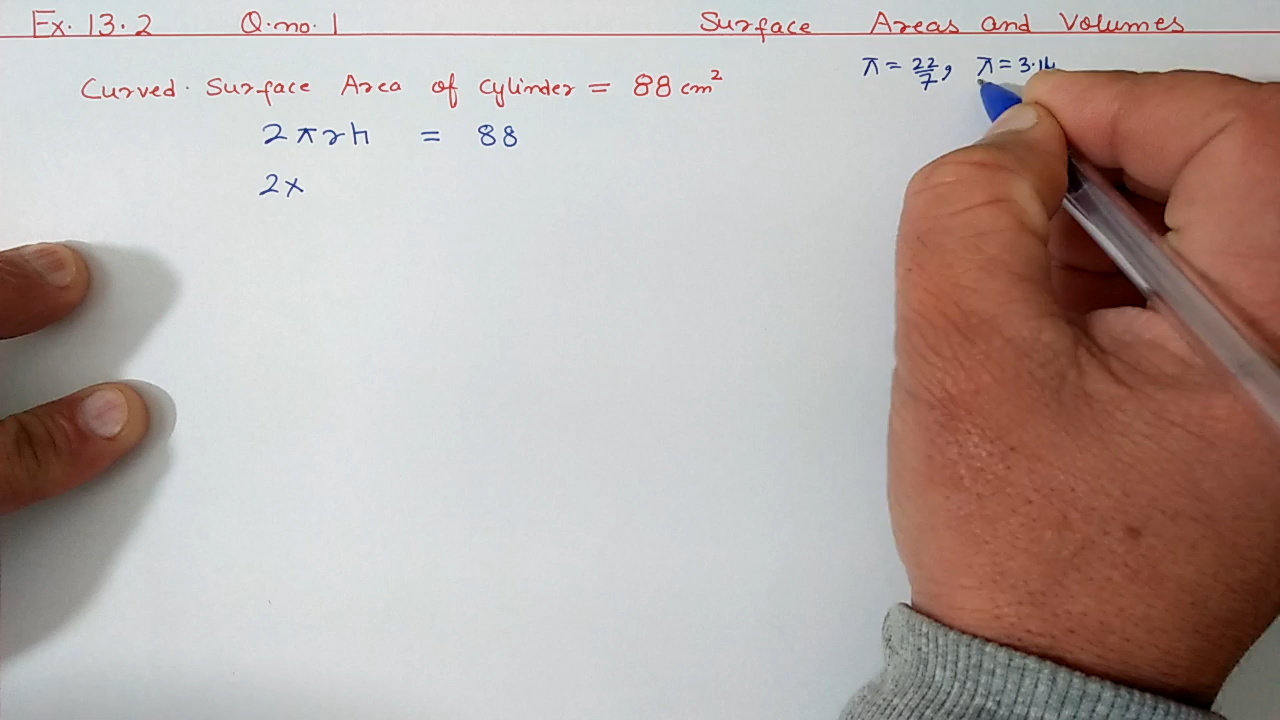 Ex. 13.2 Q.no. 1 Surface Areas and Volumes
π = 22/7, π = 3.14
Curved Surface Area of cylinder = 88 cm²
2πrh = 88
2×